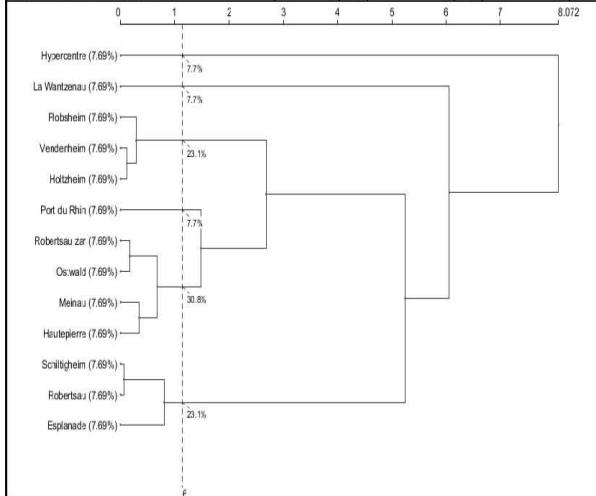 0 1 2 3 4 5 6 7 8.072
Hypercentre (7.69%)
7.7%
La Wantzenau (7.69%)
7.7%
Robsheim (7.69%)
Venderheim (7.69%)
23.1%
Holtzheim (7.69%)
Port du Rhin (7.69%)
7.7%
Robertsau zar (7.69%)
Ostwald (7.69%)
30.8%
Meinau (7.69%)
Hautepierre (7.69%)
Schiltigheim (7.69%)
Robertsau (7.69%)
23.1%
Esplanade (7.69%)
6